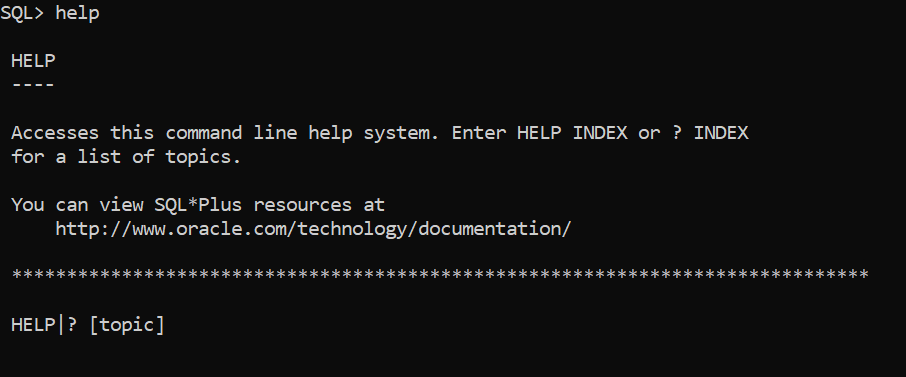 SQL> help
HELP
----
Accesses this command line help system. Enter HELP INDEX or ? INDEX
for a list of topics.
You can view SQL*Plus resources at
http://www.oracle.com/technology/documentation/
******************************************************************************
HELP|? [topic]